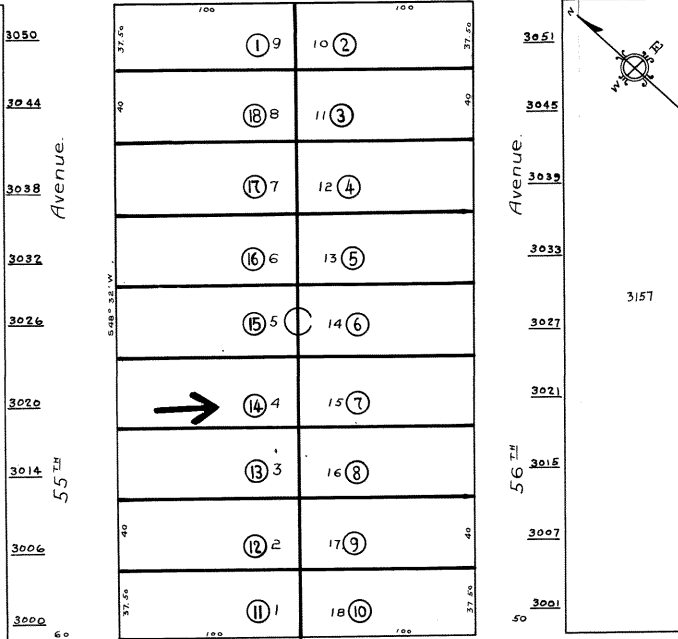 100 100
3050 37.50 ① 9 10 ② 37.50 3051 N E W
3044 40 ⑱ 8 11 ③ 40 3045
3038 ⑰ 7 12 ④ 3039
Avenue. Avenue.
3032 ⑯ 6 13 ⑤ 3033
S 48° 32' W 3157
3026 ⑮ 5 14 ⑥ 3027
3020 ⑭ 4 15 ⑦ 3021
3014 ⑬ 3 16 ⑧ 3015
55TH 56TH
3006 40 ⑫ 2 17 ⑨ 40 3007
3000 37.50 ⑪ 1 18 ⑩ 37.50 3001
60 100 100 50